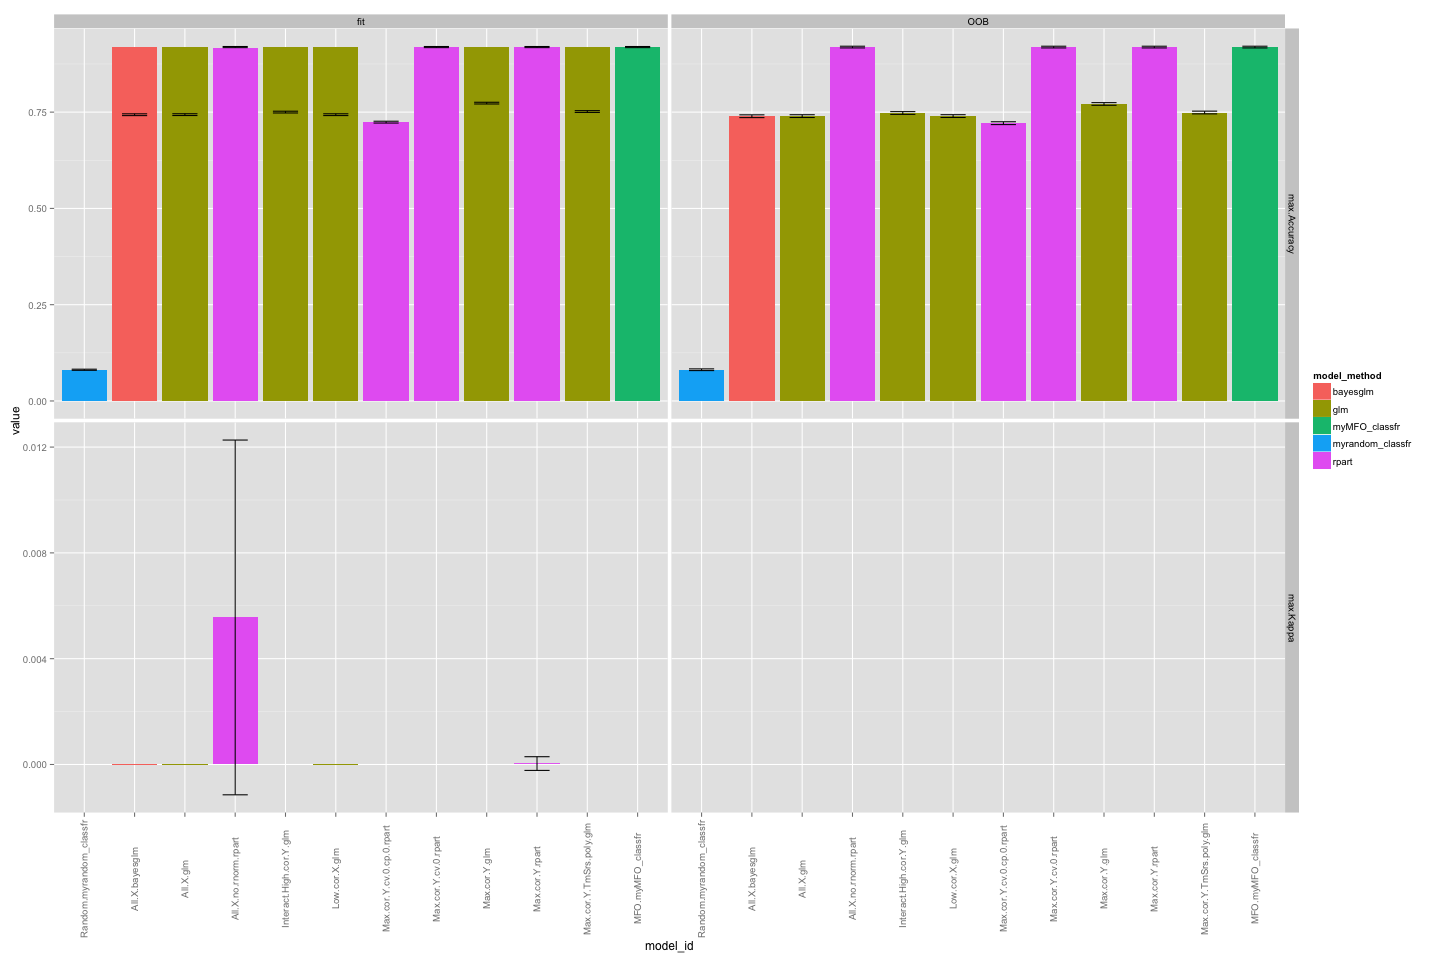 fit
OOB
0.75
0.50
0.25
0.00
max.Accuracy
value
0.012
0.008
0.004
0.000
max.Kappa
Random.myrandom_classfr
All.X.bayesglm
All.X.glm
All.X.no.rnorm.rpart
Interact.High.cor.Y.glm
Low.cor.X.glm
Max.cor.Y.cv.0.cp.0.rpart
Max.cor.Y.cv.0.rpart
Max.cor.Y.glm
Max.cor.Y.rpart
Max.cor.Y.TmSrs.poly.glm
MFO.myMFO_classfr
Random.myrandom_classfr
All.X.bayesglm
All.X.glm
All.X.no.rnorm.rpart
Interact.High.cor.Y.glm
Low.cor.X.glm
Max.cor.Y.cv.0.cp.0.rpart
Max.cor.Y.cv.0.rpart
Max.cor.Y.glm
Max.cor.Y.rpart
Max.cor.Y.TmSrs.poly.glm
MFO.myMFO_classfr
model_id
model_method
bayesglm
glm
myMFO_classfr
myrandom_classfr
rpart